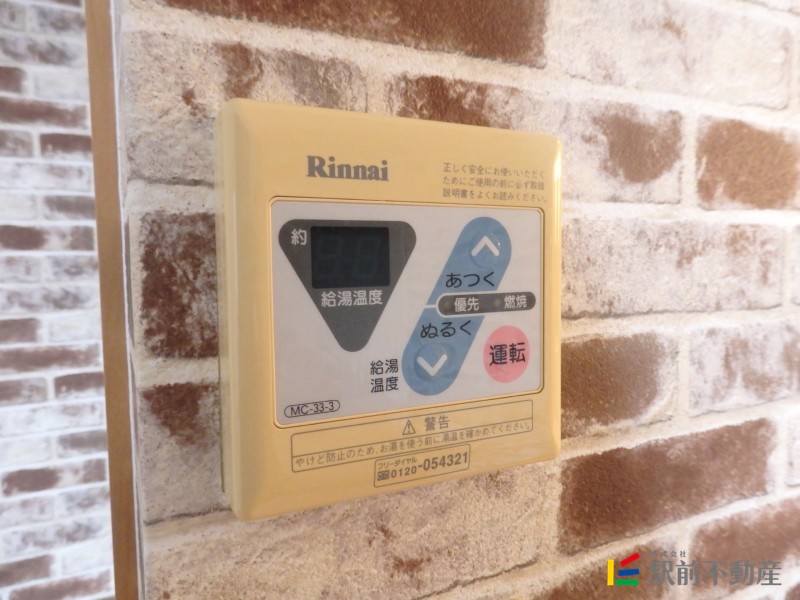 Rinnai
正しく安全にお使いいただく
ためにご使用の前に必ず取扱
説明書をよくお読みください。
約
給湯温度
あつく
優先 燃焼
ぬるく
運転
給湯
温度
MC-33-3
警告
やけど防止のため、お湯を使う前に湯温を確かめてください。
フリーダイヤル
0120-054321
株式会社
駅前不動産